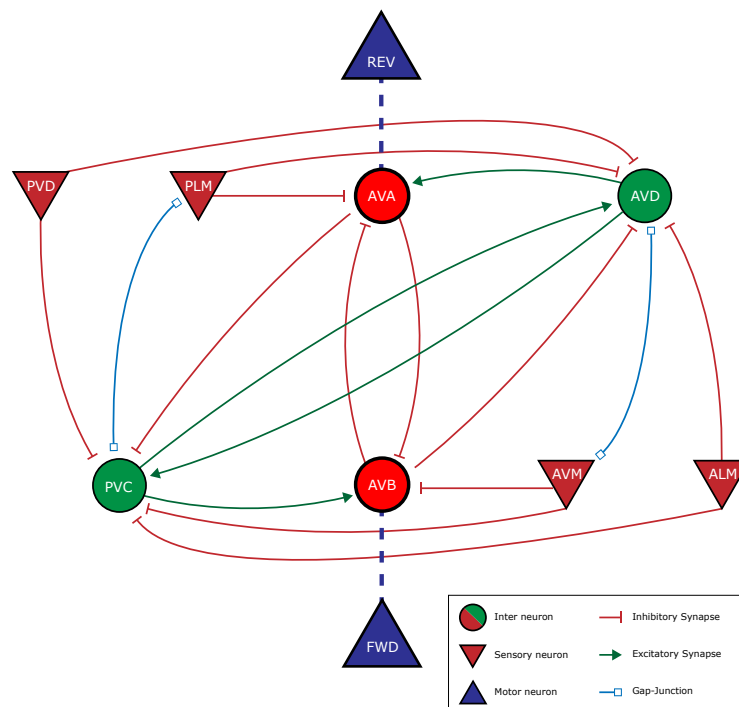 REV
PVD
PLM
AVA
AVD
PVC
AVB
AVM
ALM
FWD
Inter neuron
Inhibitory Synapse
Sensory neuron
Excitatory Synapse
Motor neuron
Gap-Junction